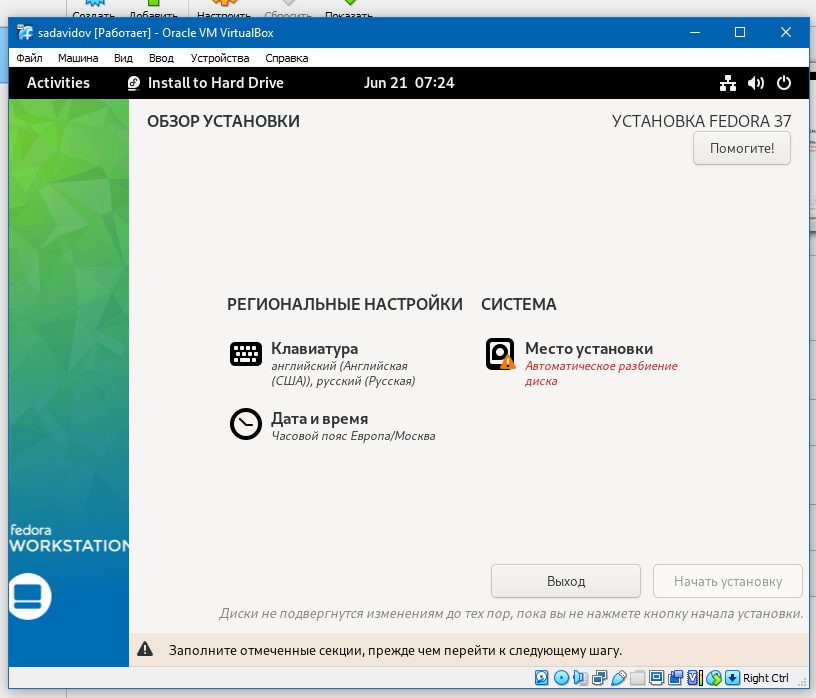 Создать Добавить Настроить Сбросить Показать
sadavidov [Работает] - Oracle VM VirtualBox
Файл Машина Вид Ввод Устройства Справка
Activities Install to Hard Drive Jun 21 07:24
ОБЗОР УСТАНОВКИ УСТАНОВКА FEDORA 37
Помогите!
РЕГИОНАЛЬНЫЕ НАСТРОЙКИ СИСТЕМА
Клавиатура Место установки
английский (Английская Автоматическое разбиение
(США)), русский (Русская) диска
Дата и время
Часовой пояс Европа/Москва
fedora
WORKSTATION
Выход Начать установку
Диски не подвергнутся изменениям до тех пор, пока вы не нажмете кнопку начала установки.
Заполните отмеченные секции, прежде чем перейти к следующему шагу.
Right Ctrl